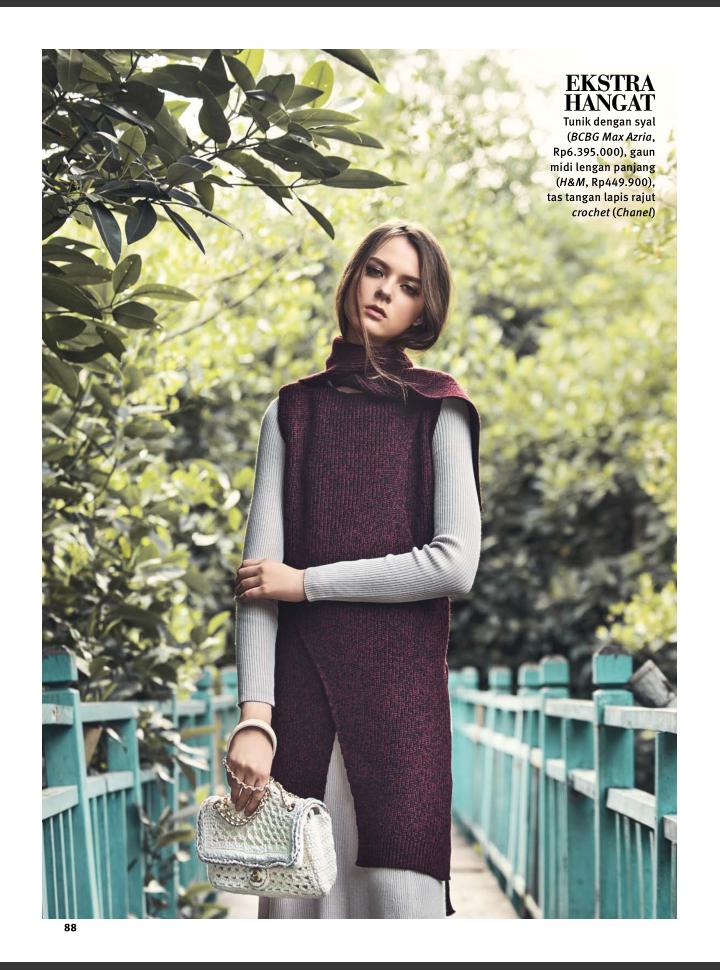 EKSTRA
HANGAT
Tunik dengan syal
(BCBG Max Azria,
Rp6.395.000), gaun
midi lengan panjang
(H&M, Rp449.900),
tas tangan lapis rajut
crochet (Chanel)
88